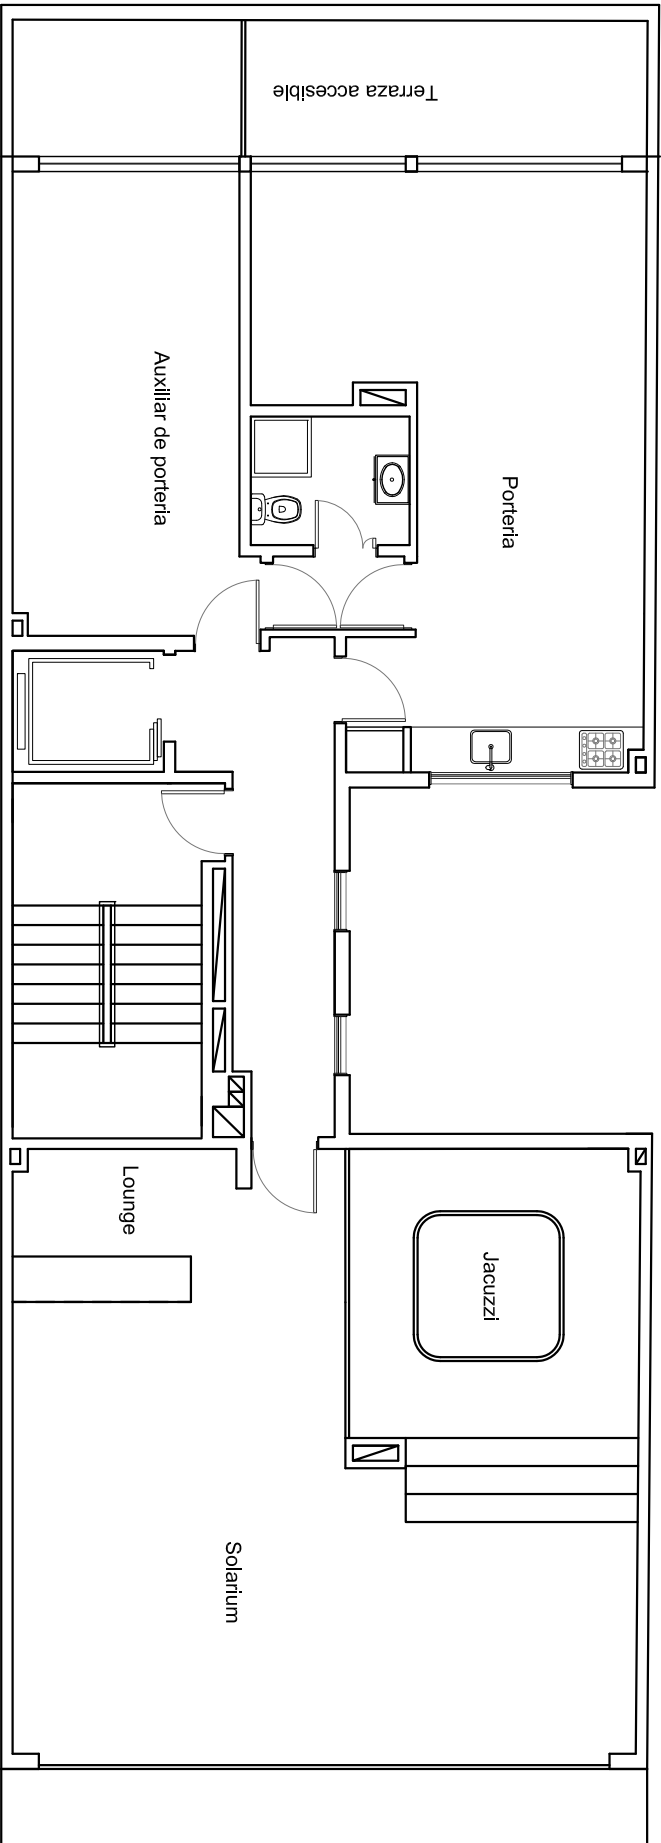 Terraza accesible
Auxiliar de porteria
Porteria
Lounge
Jacuzzi
Solarium